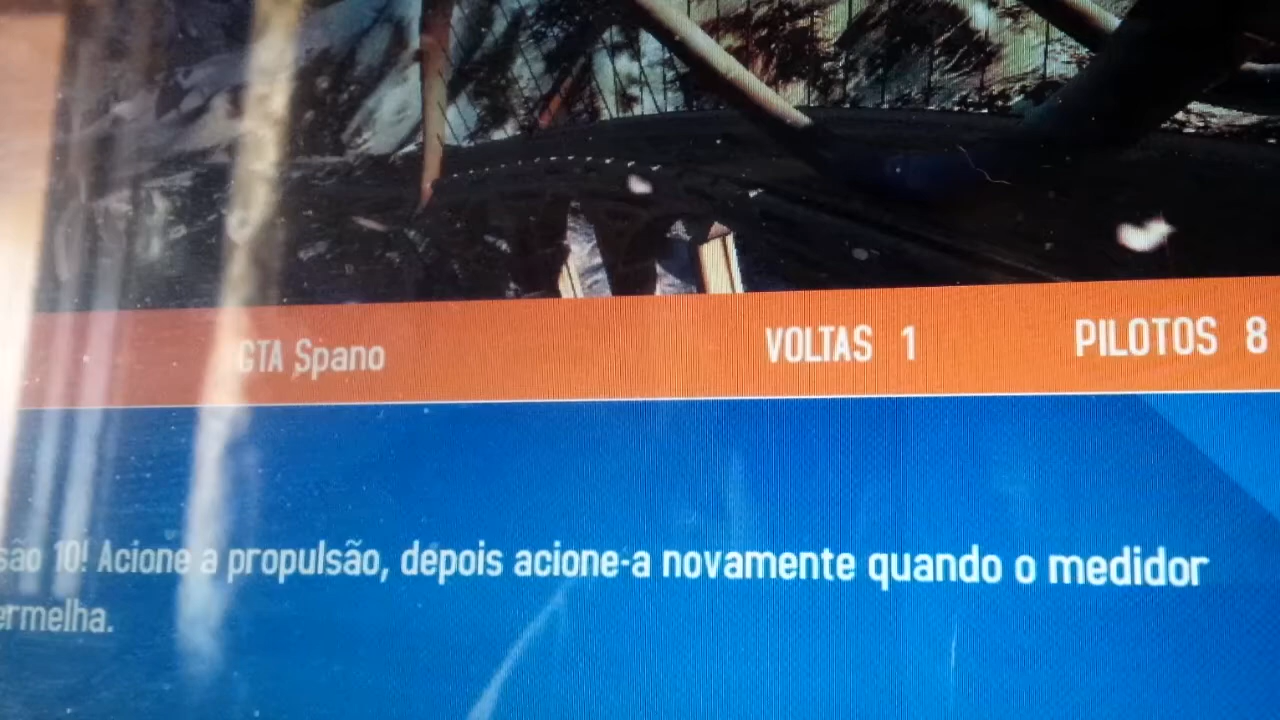 GTA Spano VOLTAS 1 PILOTOS 8
são 10! Acione a propulsão, depois acione-a novamente quando o medidor
ermelha.